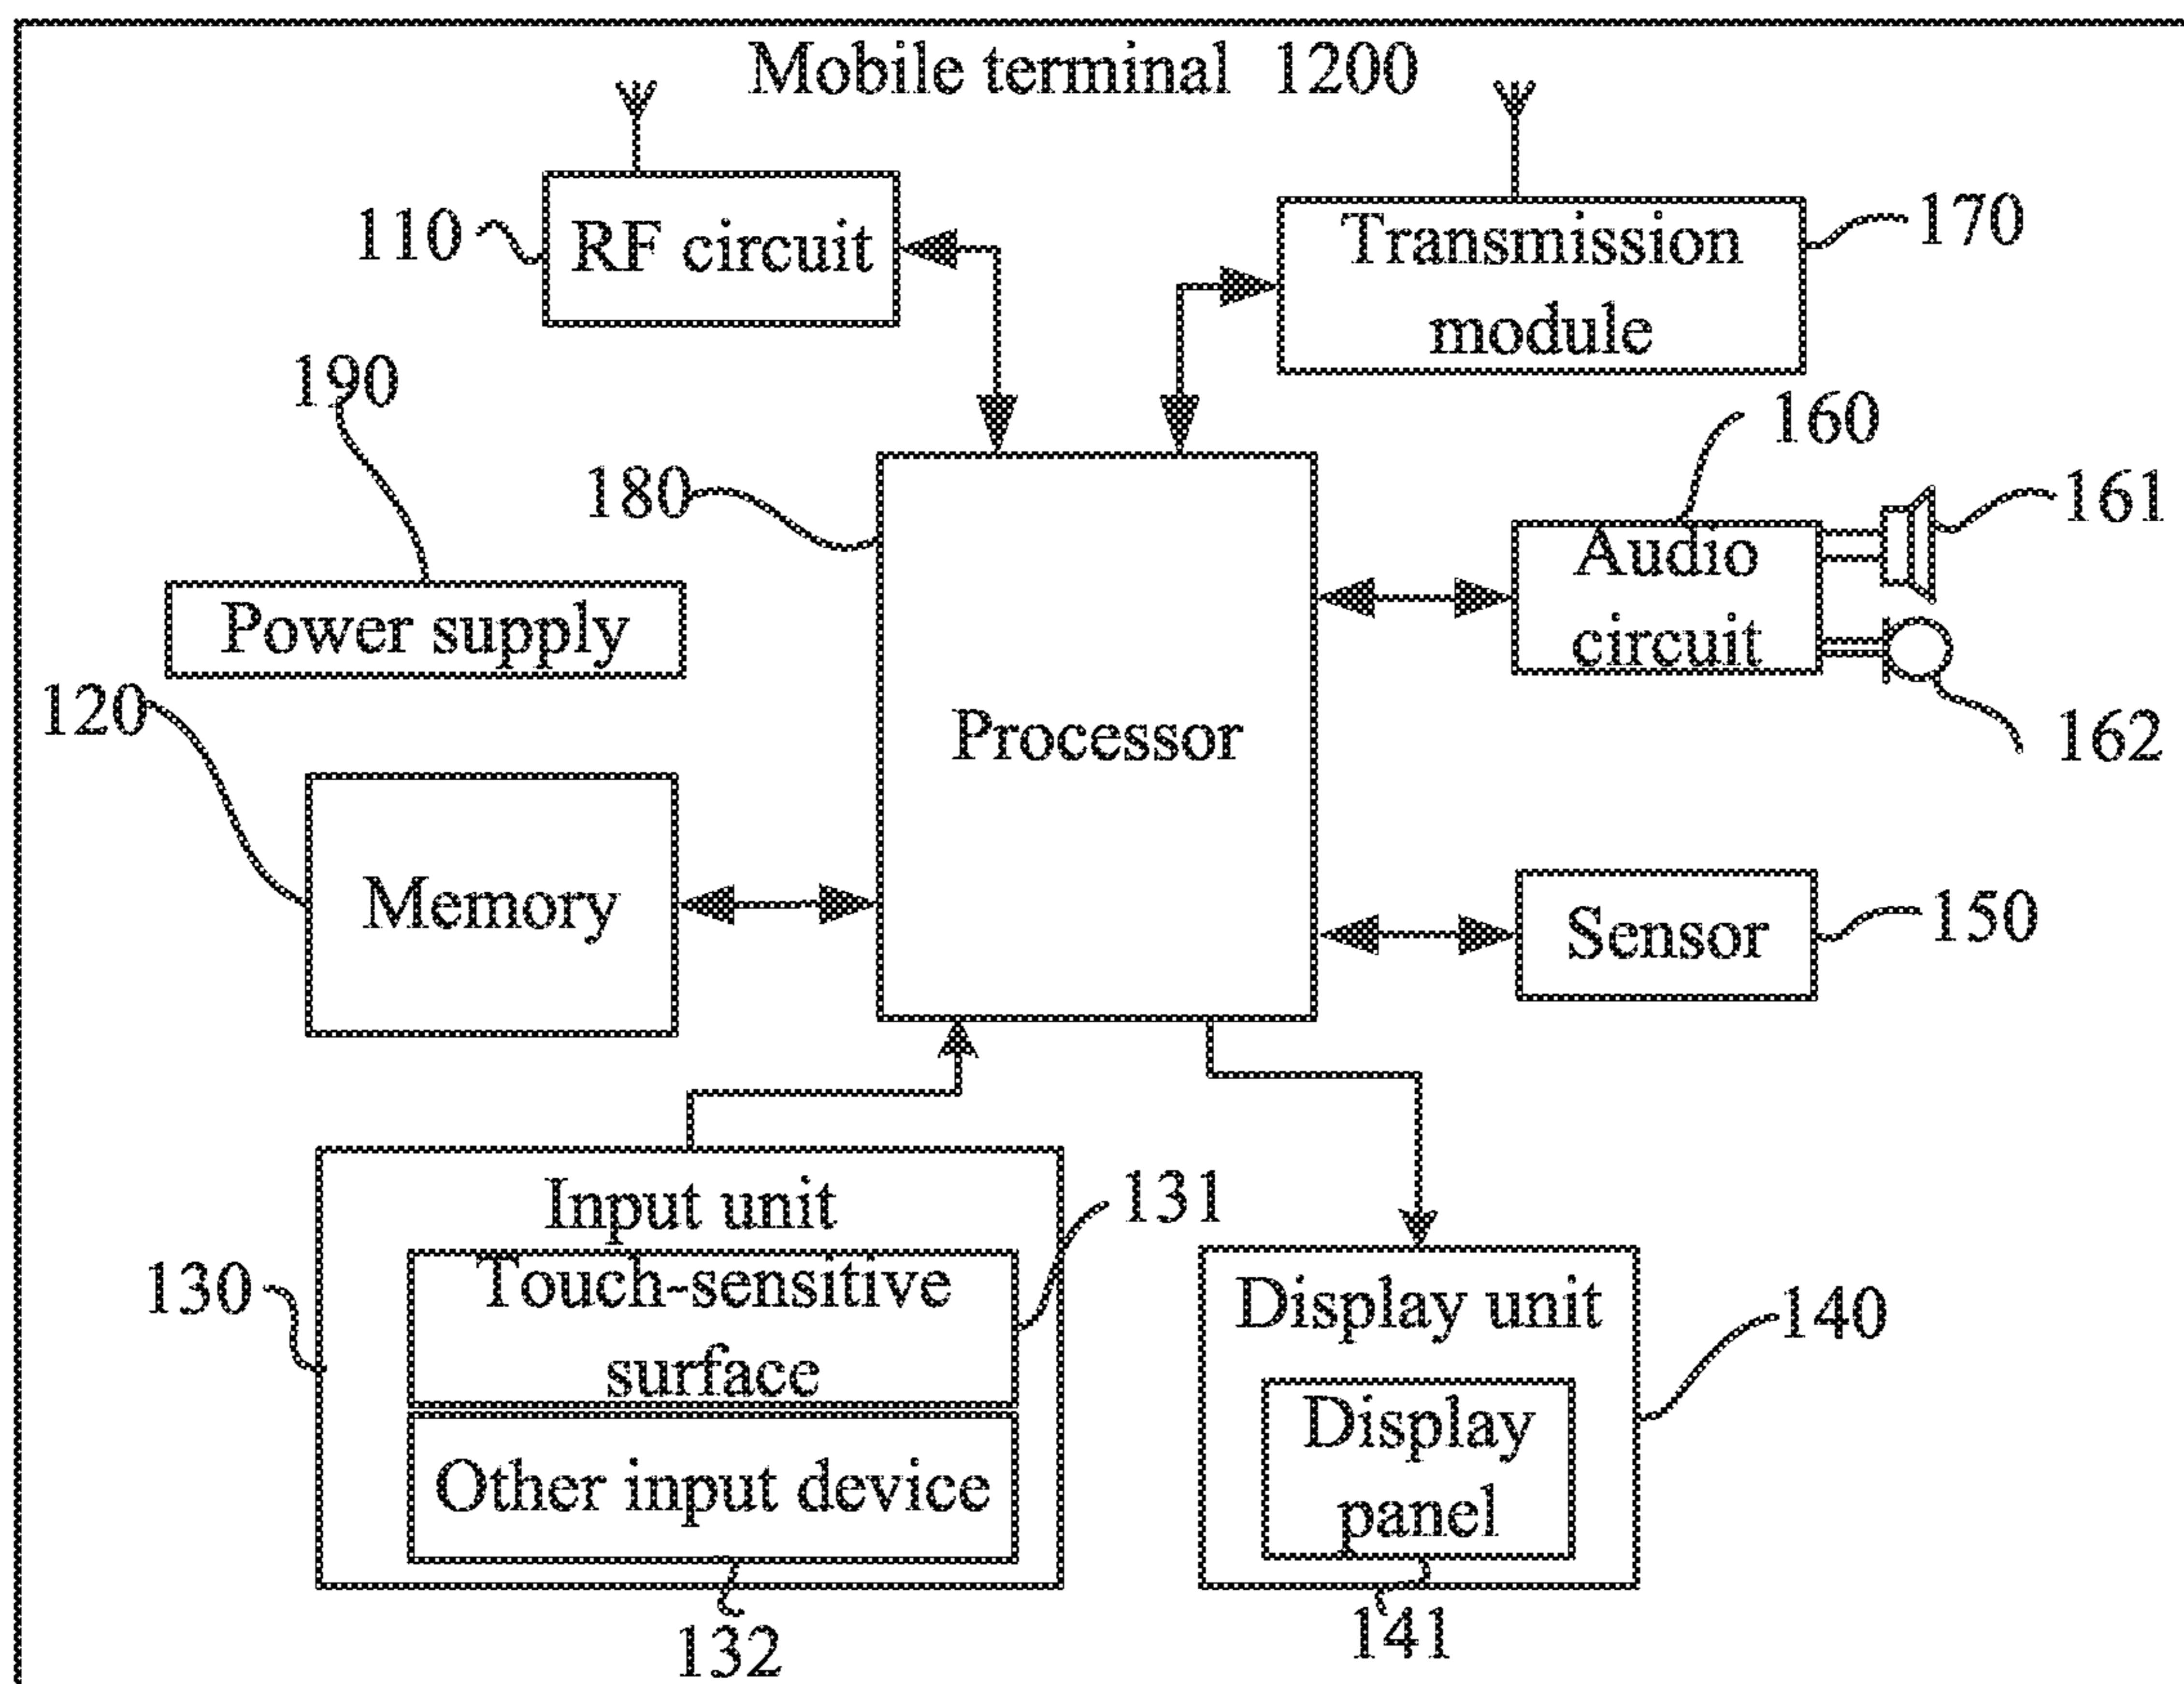 Mobile terminal 1200
110
RF circuit
Transmission
module
170
190
180
160
161
Audio
circuit
Power supply
120
Processor
162
Memory
Sensor
150
Input unit
131
130
Touch-sensitive
surface
Display unit
140
Other input device
Display
panel
132
141